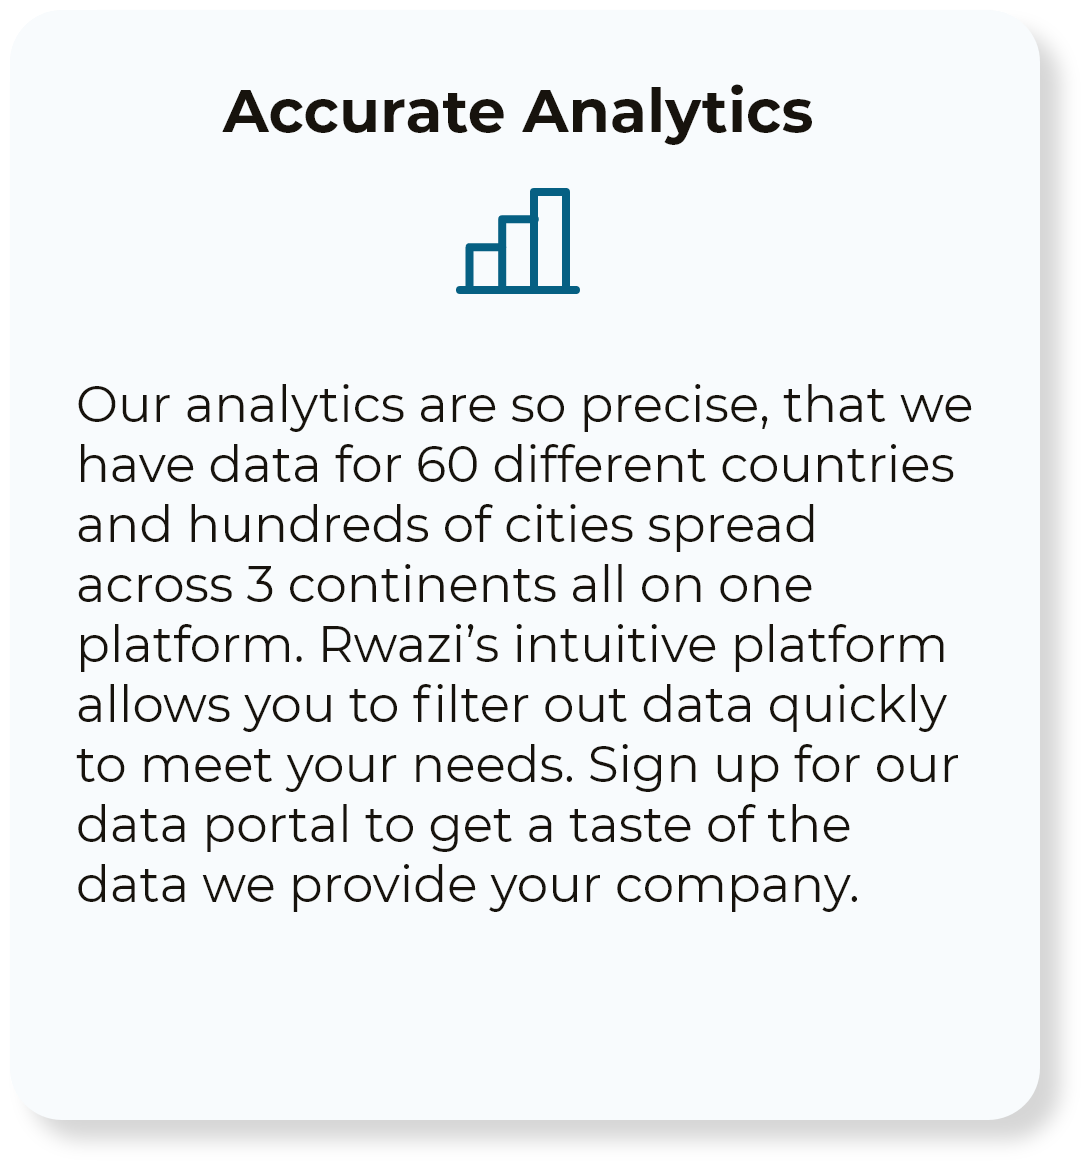 Accurate Analytics
Our analytics are so precise, that we
have data for 60 different countries
and hundreds of cities spread
across 3 continents all on one
platform. Rwazi’s intuitive platform
allows you to filter out data quickly
to meet your needs. Sign up for our
data portal to get a taste of the
data we provide your company.